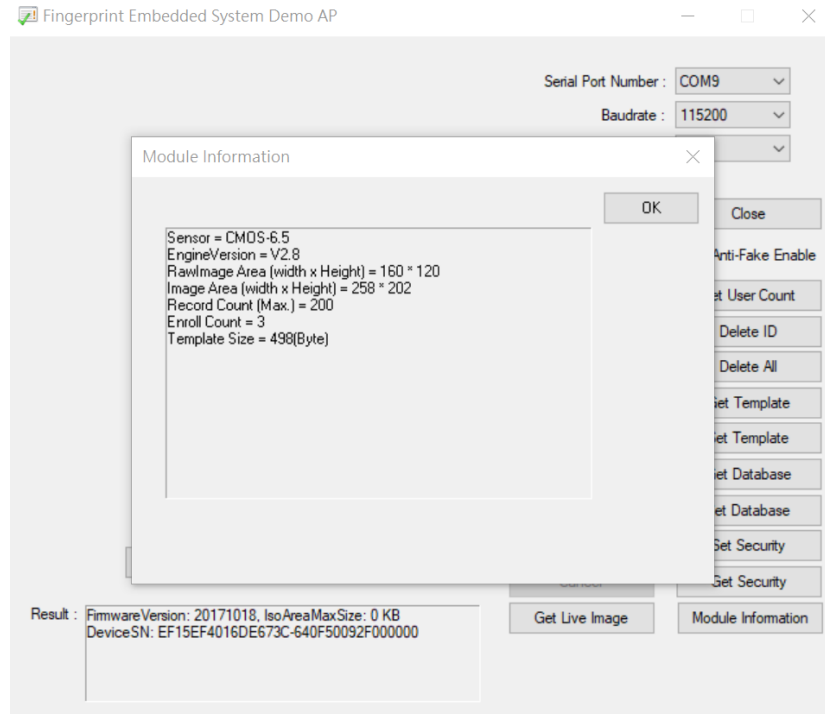 Fingerprint Embedded System Demo AP
Serial Port Number : COM9
Baudrate : 115200
Module Information
OK
Sensor = CMOS-6.5
EngineVersion = V2.8
RawImage Area (width x Height) = 160 * 120
Image Area (width x Height) = 258 * 202
Record Count (Max.) = 200
Enroll Count = 3
Template Size = 498(Byte)
Close
Anti-Fake Enable
User Count
Delete ID
Delete All
Template
Template
Database
Database
Set Security
Get Security
Result : FirmwareVersion: 20171018, IsoAreaMaxSize: 0 KB
DeviceSN: EF15EF4016DE673C-640F50092F000000
Get Live Image
Module Information